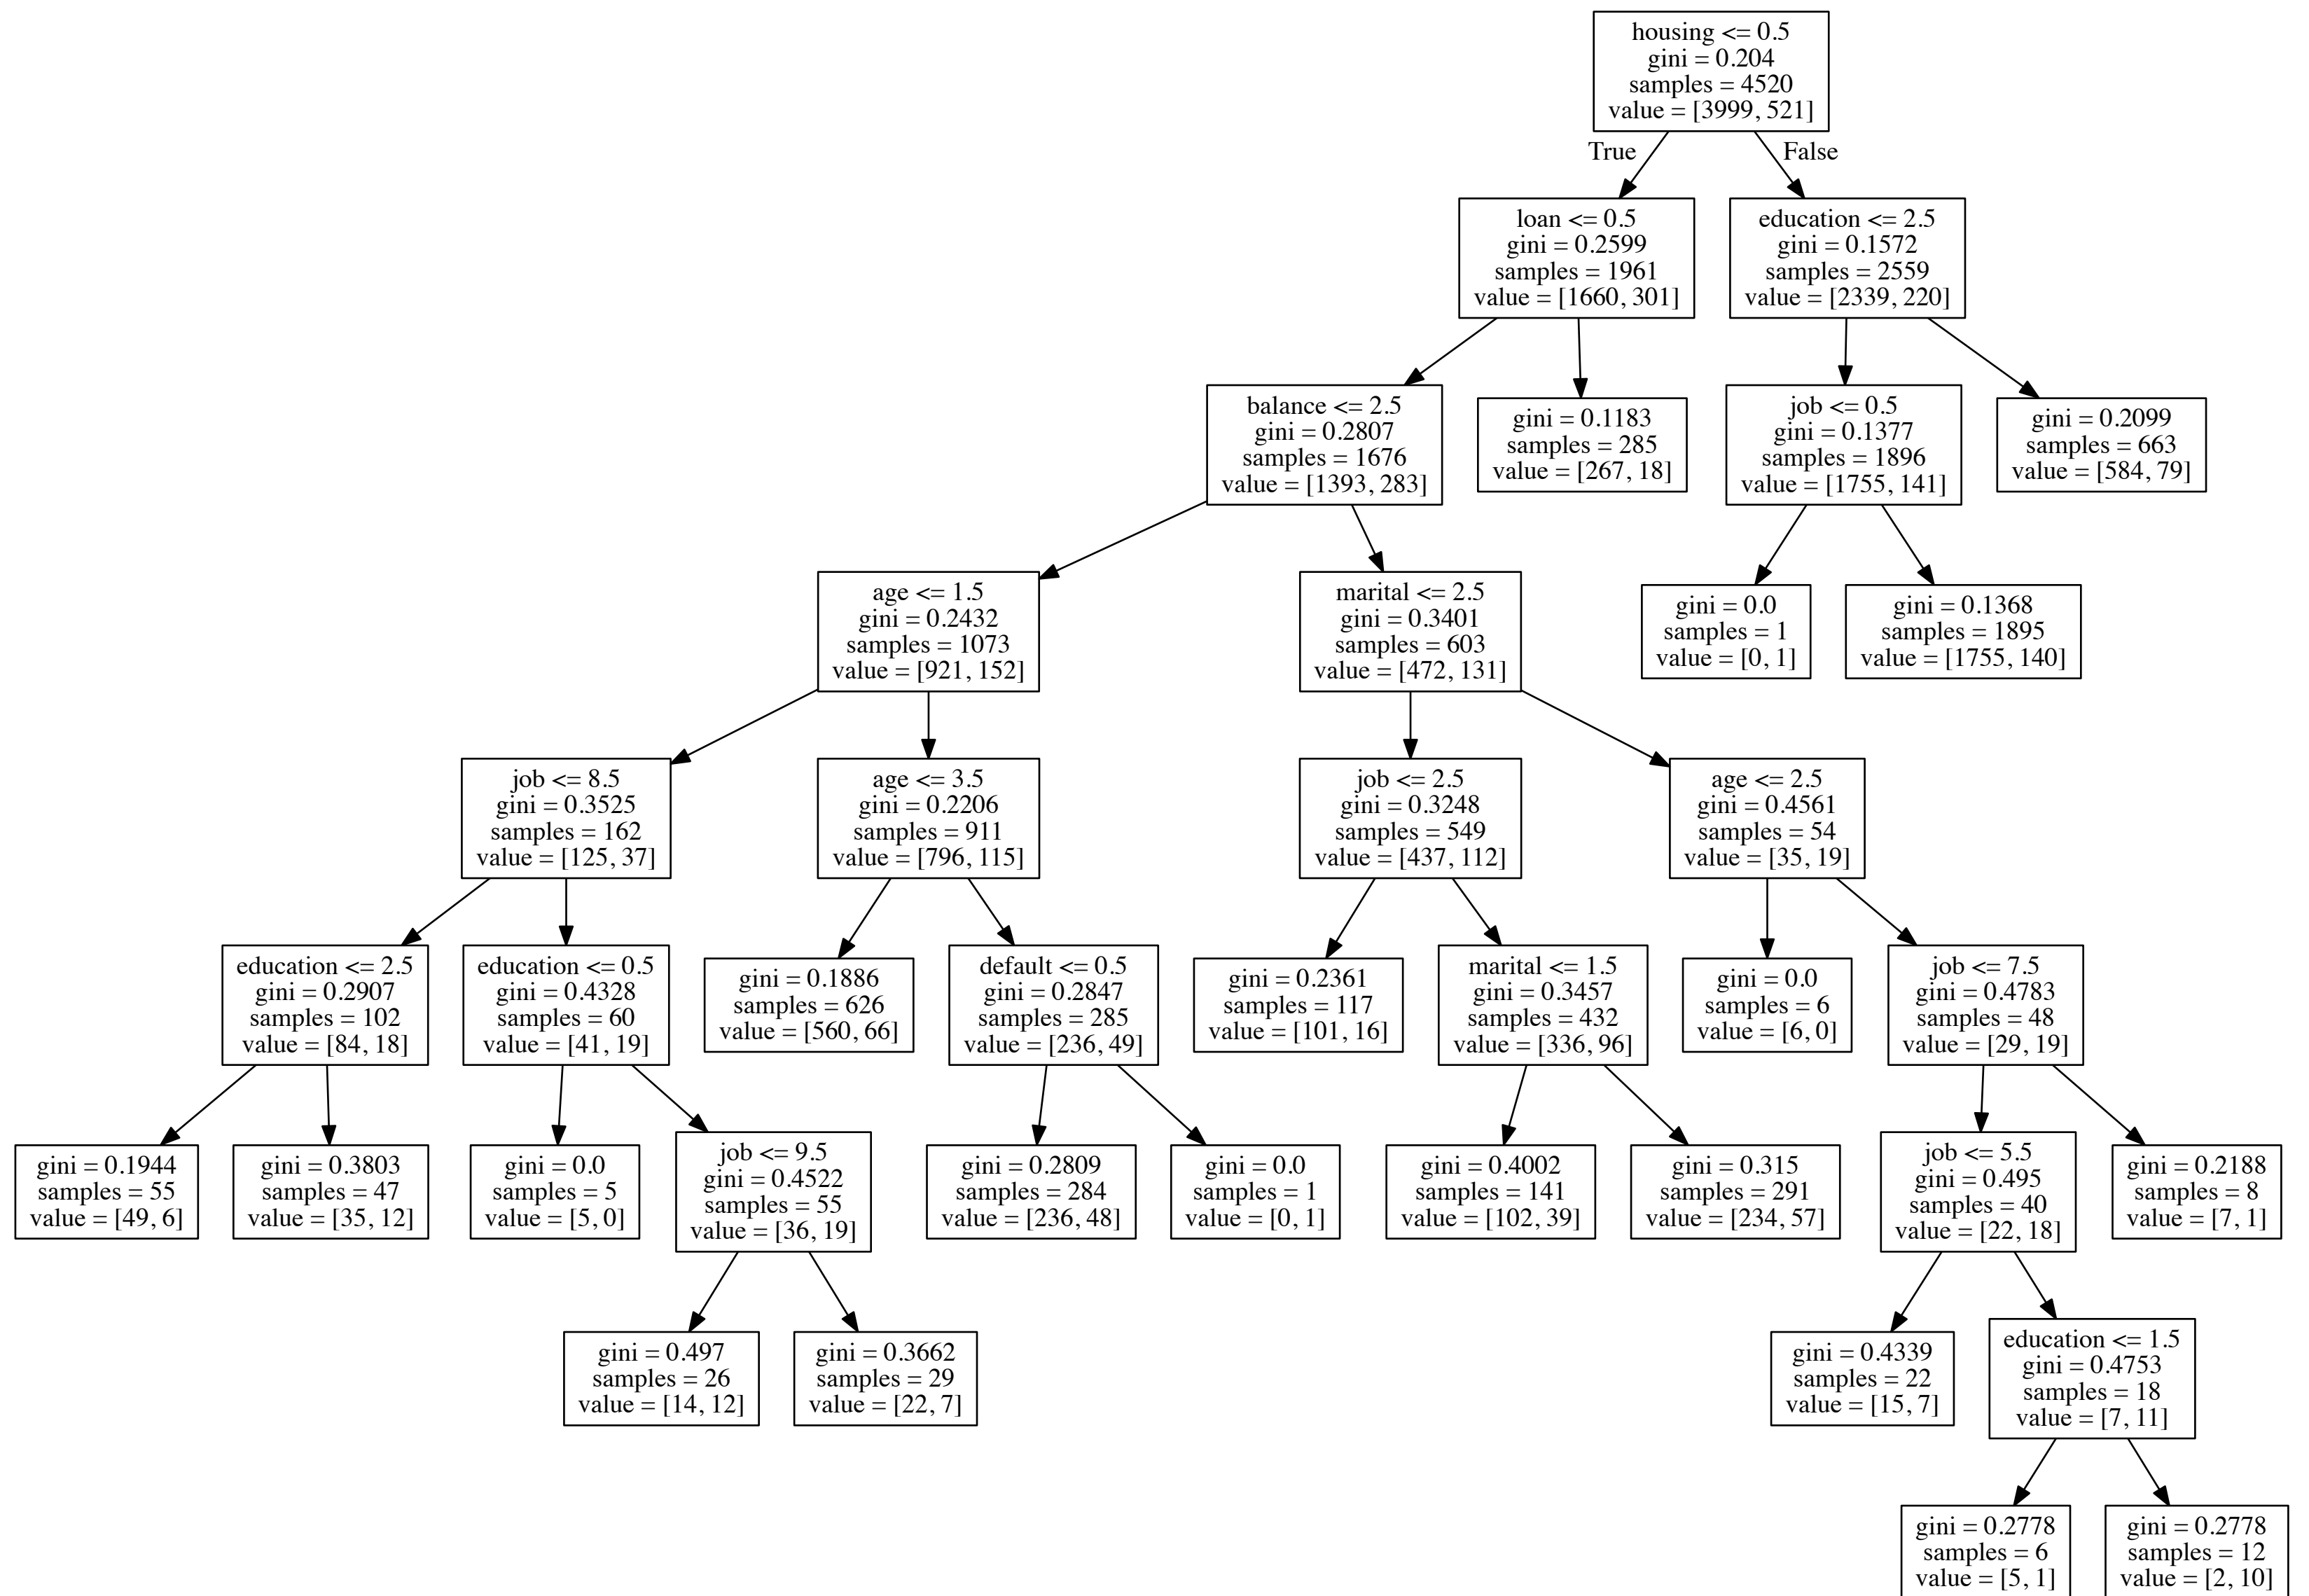 housing <= 0.5
gini = 0.204
samples = 4520
value = [3999, 521]
True
False
loan <= 0.5
gini = 0.2599
samples = 1961
value = [1660, 301]
education <= 2.5
gini = 0.1572
samples = 2559
value = [2339, 220]
balance <= 2.5
gini = 0.2807
samples = 1676
value = [1393, 283]
gini = 0.1183
samples = 285
value = [267, 18]
job <= 0.5
gini = 0.1377
samples = 1896
value = [1755, 141]
gini = 0.2099
samples = 663
value = [584, 79]
age <= 1.5
gini = 0.2432
samples = 1073
value = [921, 152]
marital <= 2.5
gini = 0.3401
samples = 603
value = [472, 131]
gini = 0.0
samples = 1
value = [0, 1]
gini = 0.1368
samples = 1895
value = [1755, 140]
job <= 8.5
gini = 0.3525
samples = 162
value = [125, 37]
age <= 3.5
gini = 0.2206
samples = 911
value = [796, 115]
job <= 2.5
gini = 0.3248
samples = 549
value = [437, 112]
age <= 2.5
gini = 0.4561
samples = 54
value = [35, 19]
education <= 2.5
gini = 0.2907
samples = 102
value = [84, 18]
education <= 0.5
gini = 0.4328
samples = 60
value = [41, 19]
gini = 0.1886
samples = 626
value = [560, 66]
default <= 0.5
gini = 0.2847
samples = 285
value = [236, 49]
gini = 0.2361
samples = 117
value = [101, 16]
marital <= 1.5
gini = 0.3457
samples = 432
value = [336, 96]
gini = 0.0
samples = 6
value = [6, 0]
job <= 7.5
gini = 0.4783
samples = 48
value = [29, 19]
gini = 0.1944
samples = 55
value = [49, 6]
gini = 0.3803
samples = 47
value = [35, 12]
gini = 0.0
samples = 5
value = [5, 0]
job <= 9.5
gini = 0.4522
samples = 55
value = [36, 19]
gini = 0.2809
samples = 284
value = [236, 48]
gini = 0.0
samples = 1
value = [0, 1]
gini = 0.4002
samples = 141
value = [102, 39]
gini = 0.315
samples = 291
value = [234, 57]
job <= 5.5
gini = 0.495
samples = 40
value = [22, 18]
gini = 0.2188
samples = 8
value = [7, 1]
gini = 0.497
samples = 26
value = [14, 12]
gini = 0.3662
samples = 29
value = [22, 7]
gini = 0.4339
samples = 22
value = [15, 7]
education <= 1.5
gini = 0.4753
samples = 18
value = [7, 11]
gini = 0.2778
samples = 6
value = [5, 1]
gini = 0.2778
samples = 12
value = [2, 10]